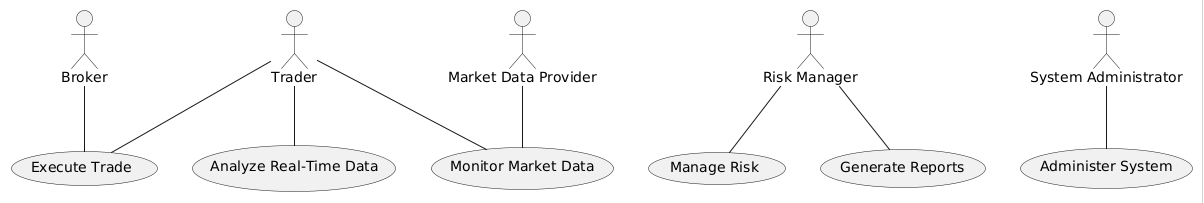 Broker
Trader
Market Data Provider
Risk Manager
System Administrator
Execute Trade
Analyze Real-Time Data
Monitor Market Data
Manage Risk
Generate Reports
Administer System